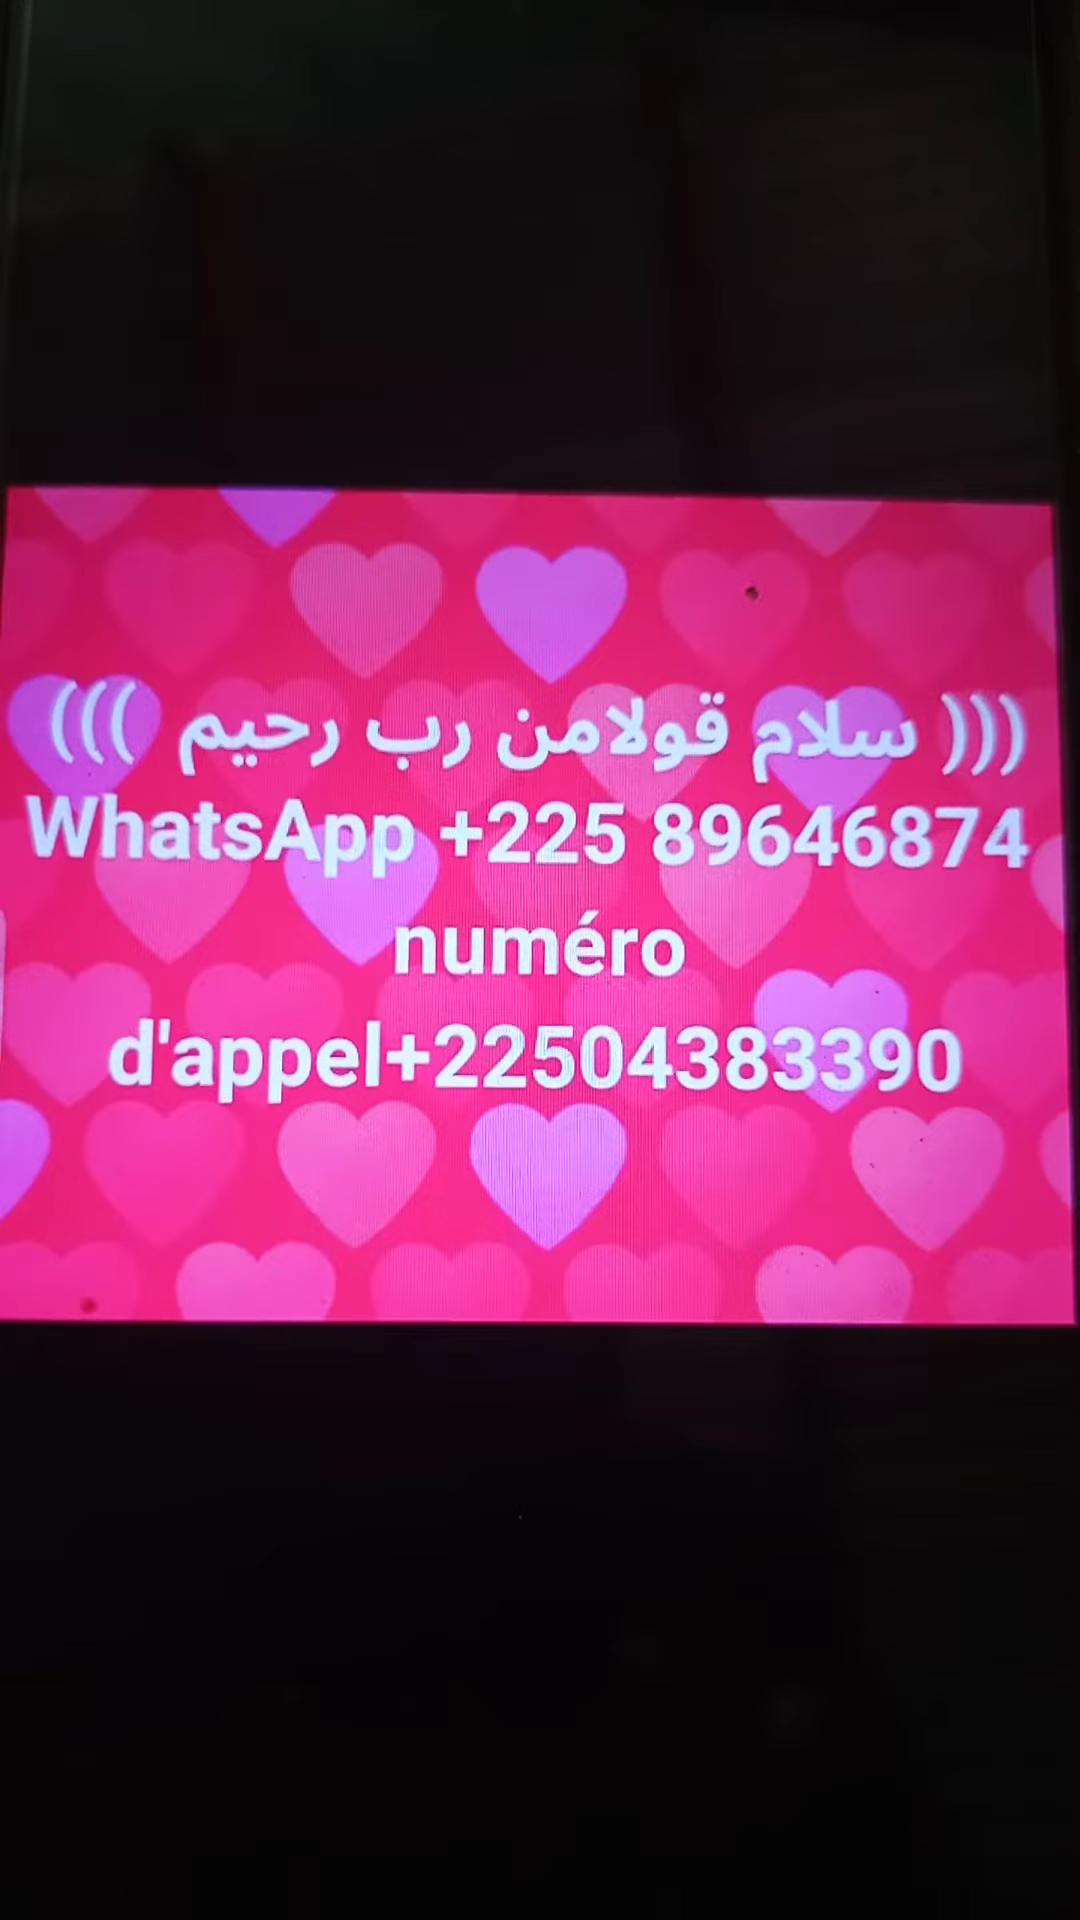 ((( سلام قولامن رب رحيم )))
WhatsApp +225 89646874
numéro
d'appel+22504383390